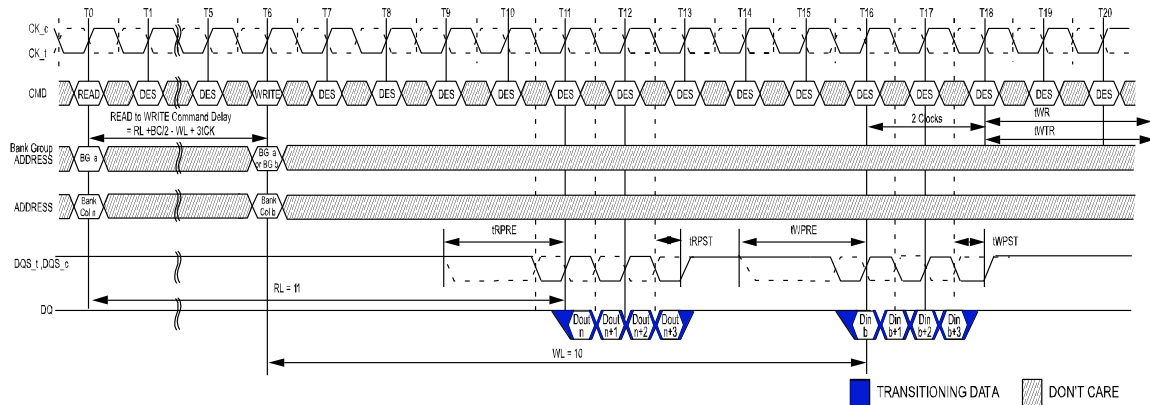 T0 T1 T5 T6 T7 T8 T9 T10 T11 T12 T13 T14 T15 T16 T17 T18 T19 T20
CK_c
CK_t
CMD READ DES DES WRITE DES DES DES DES DES DES DES DES DES DES DES DES DES DES
READ to WRITE Command Delay
= RL +BC/2 - WL + 3tCK
2 Clocks
tWR
tWTR
Bank Group
ADDRESS
BG a
BG a
or BG b
ADDRESS
Bank
Col n
Bank
Col b
tRPRE
tRPST
tWPRE
tWPST
DQS_t ,DQS_c
RL = 11
DQ
Dout
n
Dout
n+1
Dout
n+2
Dout
n+3
Din
b
Din
b+1
Din
b+2
Din
b+3
WL = 10
TRANSITIONING DATA
DON'T CARE